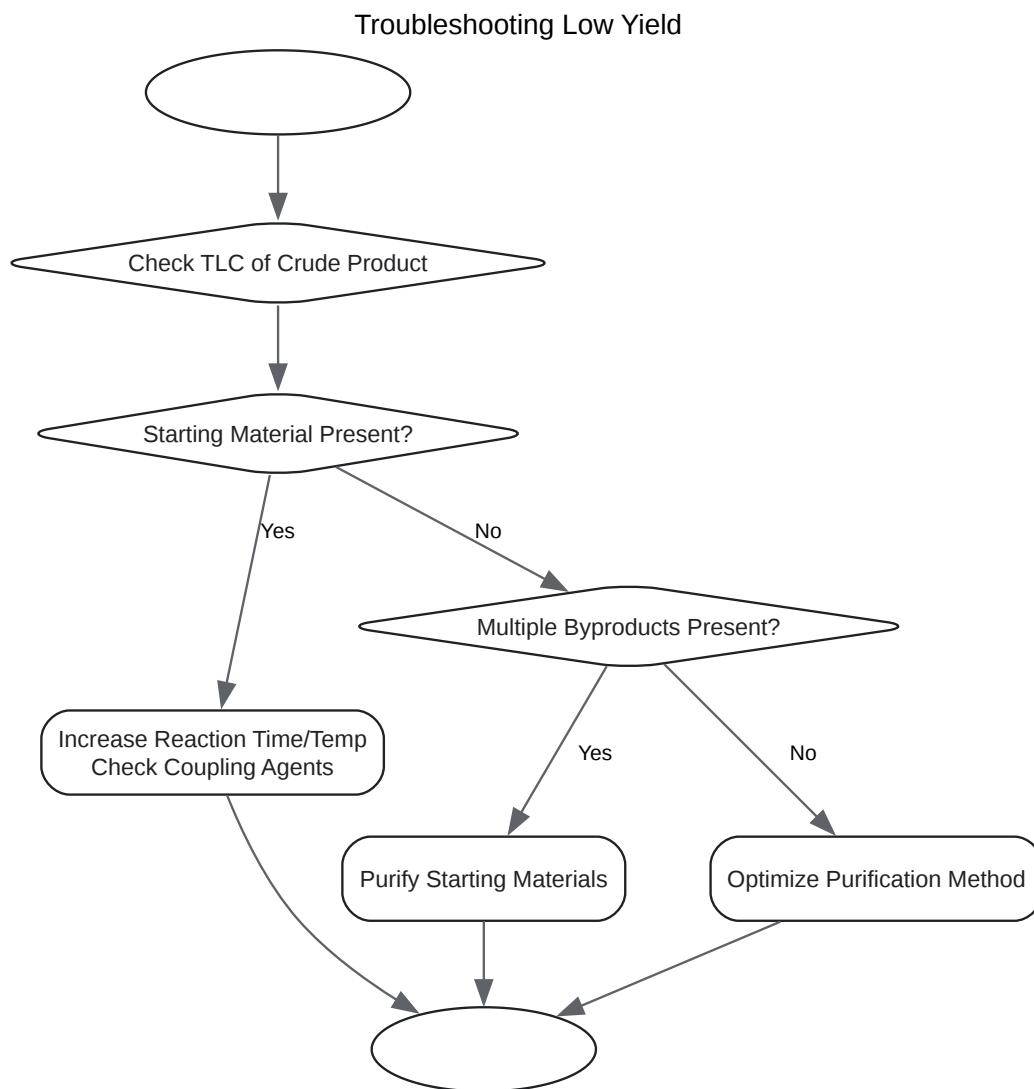 Troubleshooting Low Yield
Check TLC of Crude Product
Starting Material Present?
Yes
No
Multiple Byproducts Present?
Increase Reaction Time/Temp
Check Coupling Agents
Yes
No
Purify Starting Materials
Optimize Purification Method